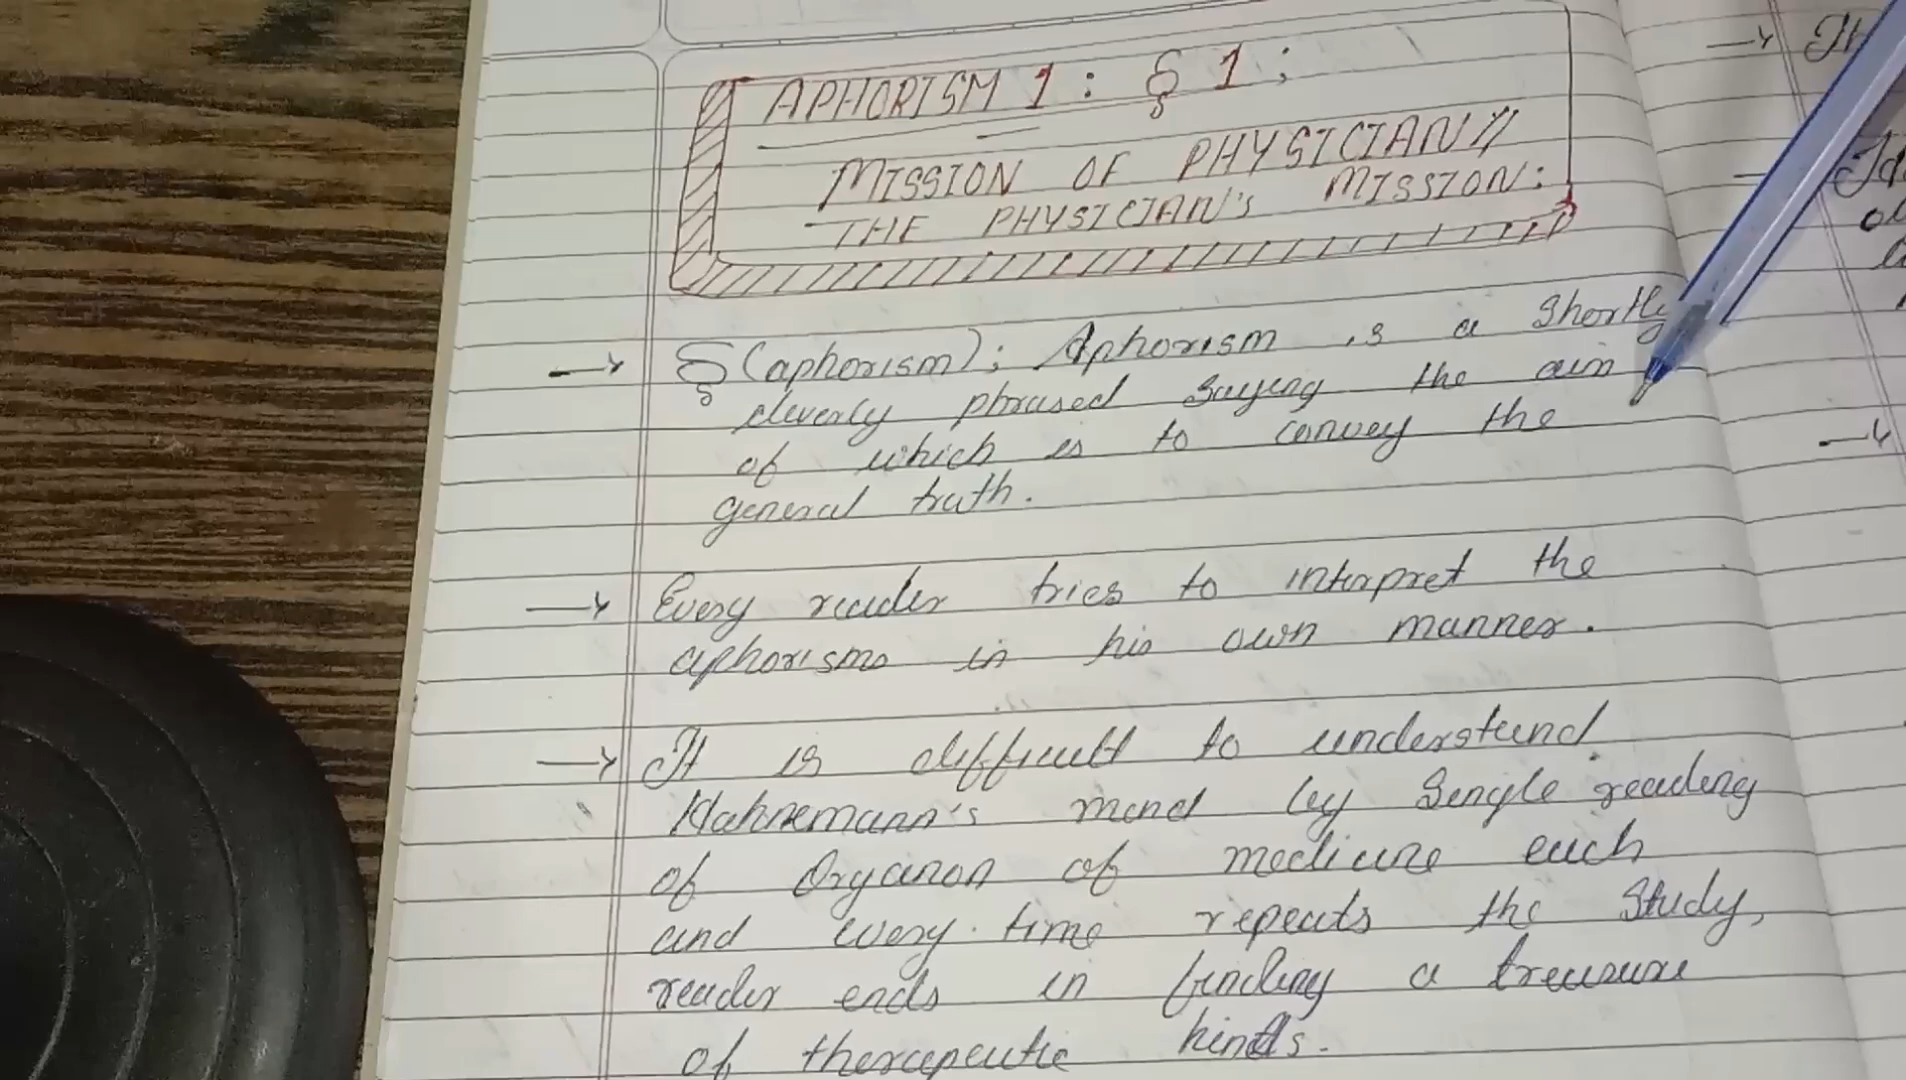 APHORISM 1 : § 1 ;
MISSION OF PHYSICIAN //
THE PHYSICIAN'S MISSION:
→ § (aphorism); Aphorism is a shortly
cleverly phrased saying the aim
of which is to convey the
general truth.
→ Every reader tries to interpret the
aphorisms in his own manner.
→ It is difficult to understand
Hahnemann's mind by single reading
of Organon of medicine each
and every time repeats the study,
reader ends in finding a treasure
of therapeutic hints.
→ It
→